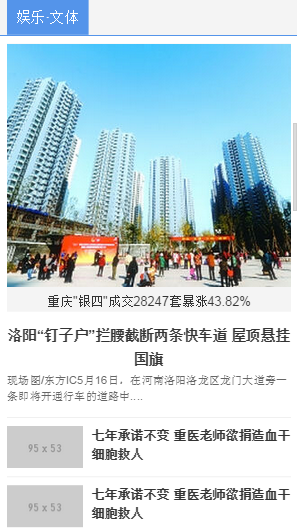 娱乐·文体
重庆"银四"成交28247套暴涨43.82%
洛阳“钉子户”拦腰截断两条快车道 屋顶悬挂
国旗
现场图/东方IC5月16日，在河南洛阳洛龙区龙门大道旁一
条即将开通行车的道路中....
95 x 53
七年承诺不变 重医老师欲捐造血干
细胞救人
95 x 53
七年承诺不变 重医老师欲捐造血干
细胞救人